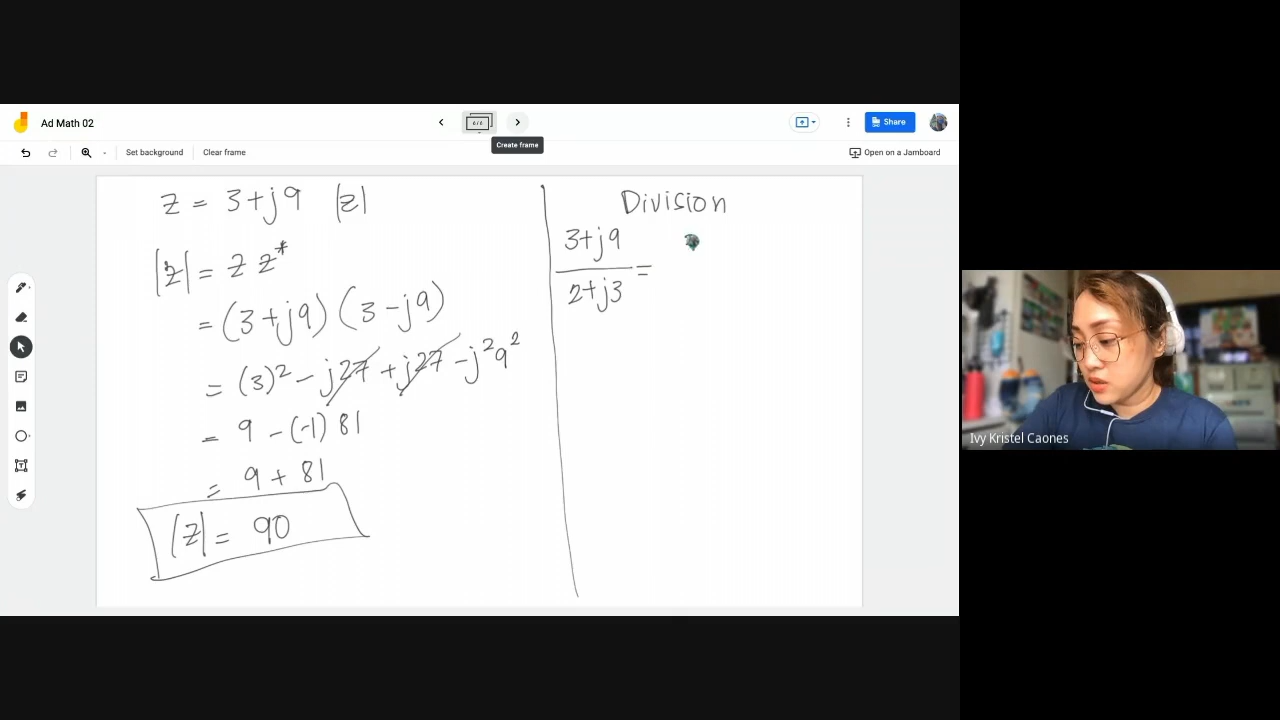 Ad Math 02
6/6
Share
Create frame
Set background
Clear frame
Open on a Jamboard
z = 3+j9 |z|
|z| = z z*
= (3+j9) (3-j9)
= (3)² - j27 + j27 - j²9²
= 9 - (-1) 81
= 9 + 81
|z| = 90
Division
3+j9
2+j3
=
Ivy Kristel Caones